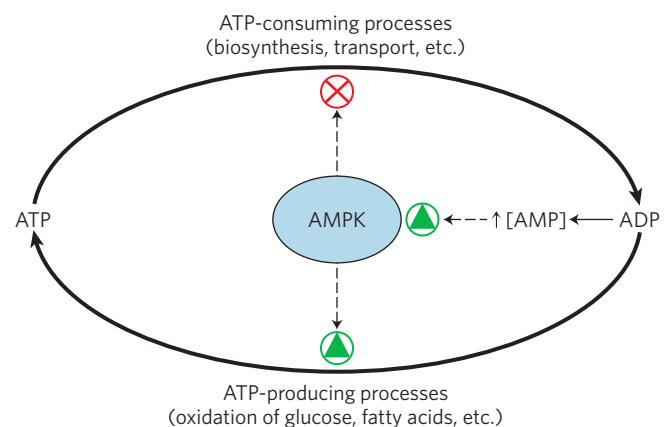 ATP-consuming processes
(biosynthesis, transport, etc.)
ATP
AMPK
↑ [AMP]
ADP
ATP-producing processes
(oxidation of glucose, fatty acids, etc.)